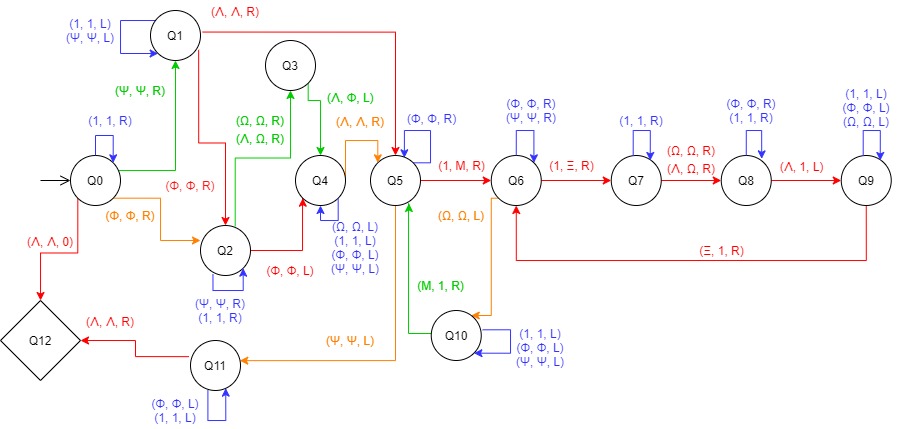 (Λ, Λ, R)
(1, 1, L)
(Ψ, Ψ, L)
Q1
Q3
(Ψ, Ψ, R)
(Λ, Φ, L)
(1, 1, R)
(Ω, Ω, R)
(Λ, Ω, R)
(Λ, Λ, R)
(Φ, Φ, R)
(Φ, Φ, R)
(Ψ, Ψ, R)
(1, 1, R)
(Φ, Φ, R)
(1, 1, R)
(1, 1, L)
(Φ, Φ, L)
(Ω, Ω, L)
Q0
(Φ, Φ, R)
Q4
Q5
(1, M, R)
Q6
(1, Ξ, R)
Q7
(Ω, Ω, R)
(Λ, Ω, R)
Q8
(Λ, 1, L)
Q9
(Φ, Φ, R)
(Ω, Ω, L)
(Λ, Λ, 0)
Q2
(Φ, Φ, L)
(Ω, Ω, L)
(1, 1, L)
(Φ, Φ, L)
(Ψ, Ψ, L)
(Ξ, 1, R)
(M, 1, R)
(Ψ, Ψ, R)
(1, 1, R)
(Λ, Λ, R)
Q12
(Ψ, Ψ, L)
Q10
(1, 1, L)
(Φ, Φ, L)
(Ψ, Ψ, L)
Q11
(Φ, Φ, L)
(1, 1, L)